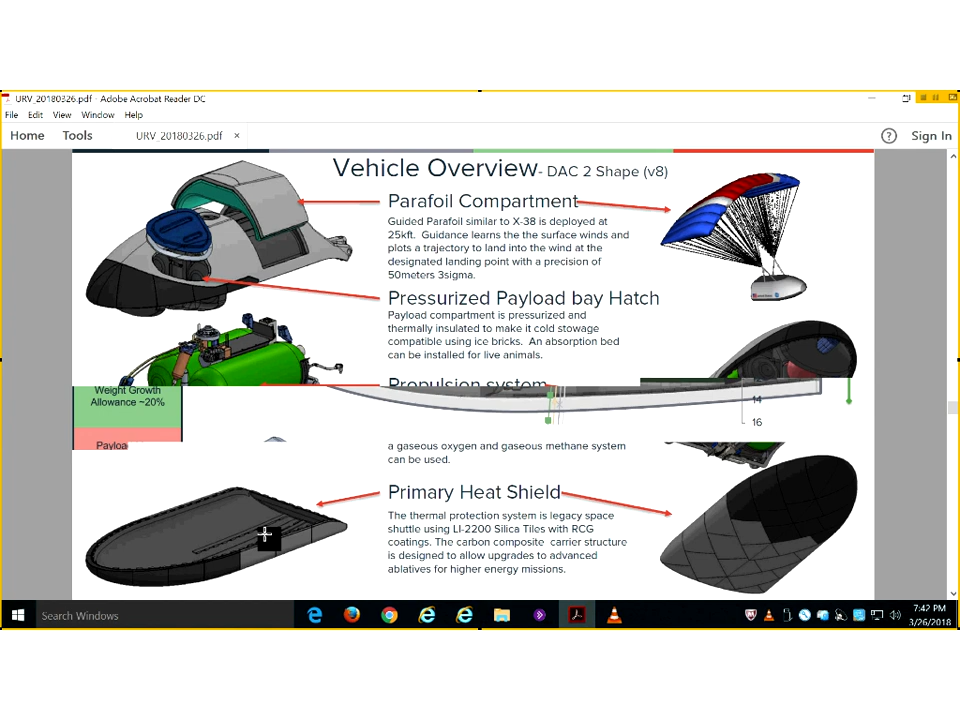 URV_20180326.pdf - Adobe Acrobat Reader DC
File Edit View Window Help
Home Tools URV_20180326.pdf × ? Sign In
Vehicle Overview- DAC 2 Shape (v8)
Parafoil Compartment
Guided Parafoil similar to X-38 is deployed at
25kft. Guidance learns the the surface winds and
plots a trajectory to land into the wind at the
designated landing point with a precision of
50meters 3sigma.
Pressurized Payload bay Hatch
Payload compartment is pressurized and
thermally insulated to make it cold stowage
compatible using ice bricks. An absorption bed
can be installed for live animals.
Propulsion system
Weight Growth
Allowance ~20%
14
16
a gaseous oxygen and gaseous methane system
can be used.
Primary Heat Shield
The thermal protection system is legacy space
shuttle using LI-2200 Silica Tiles with RCG
coatings. The carbon composite carrier structure
is designed to allow upgrades to advanced
ablatives for higher energy missions.
Search Windows
7:42 PM
3/26/2018